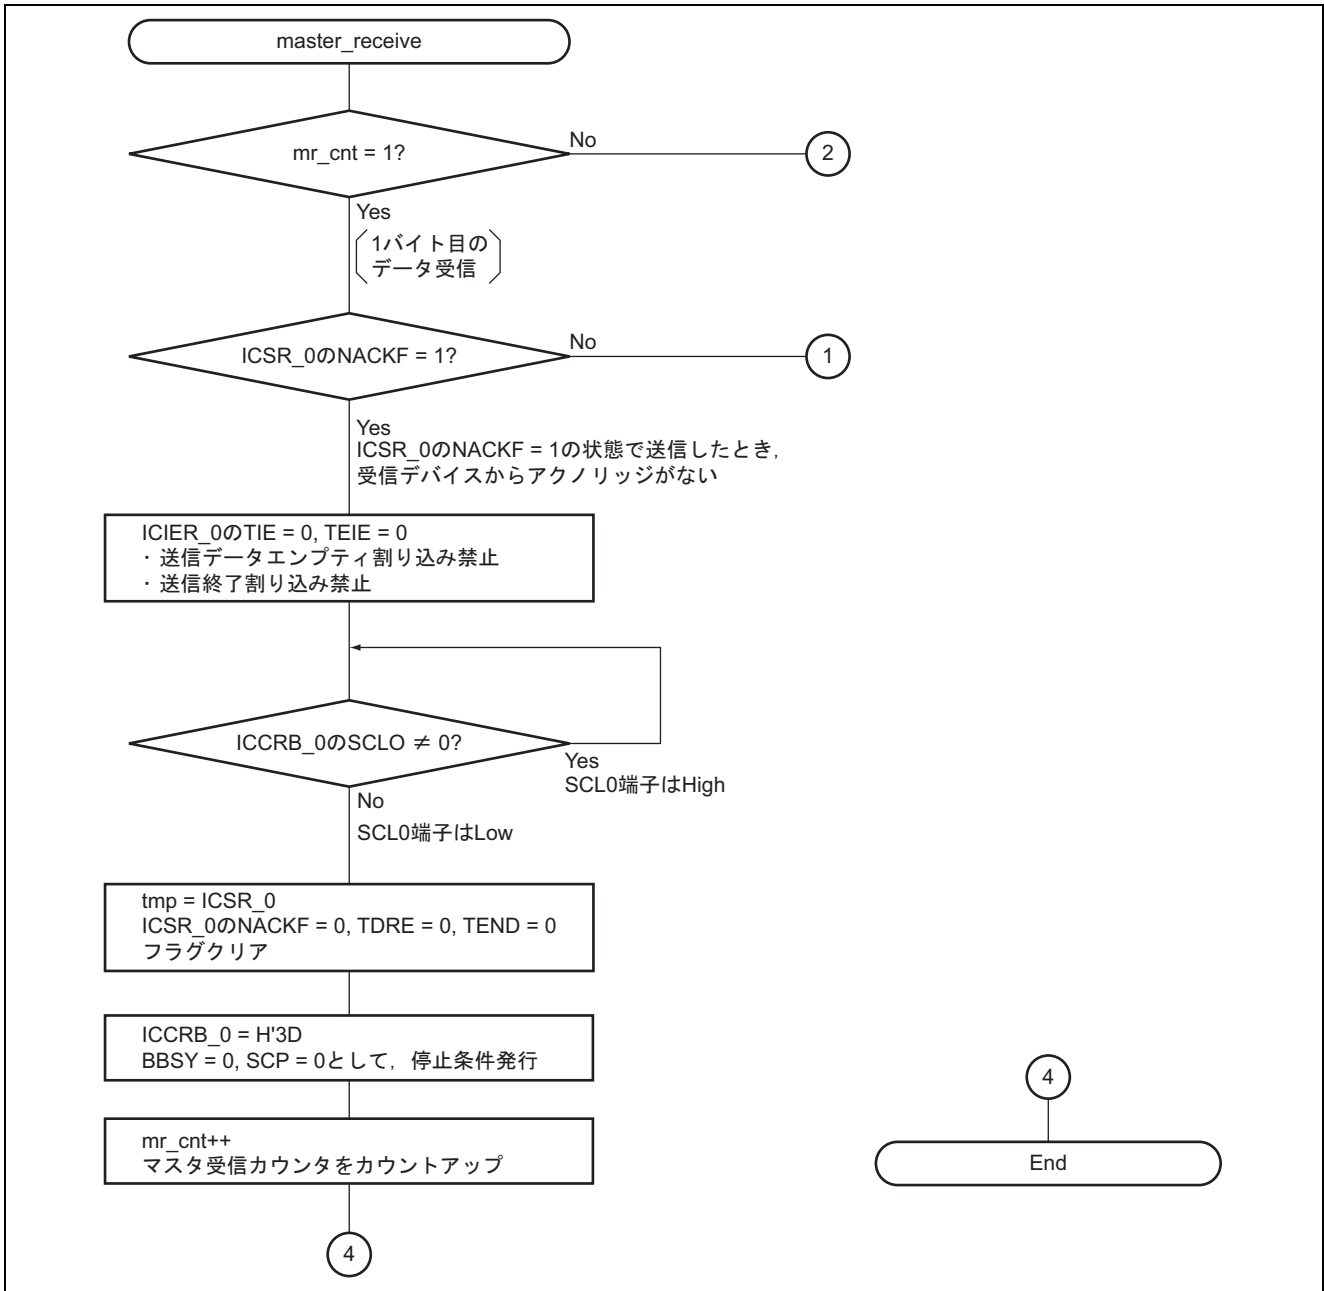 master_receive
mr_cnt = 1?
No
2
Yes
1バイト目の
データ受信
ICSR_0のNACKF = 1?
No
1
Yes
ICSR_0のNACKF = 1の状態で送信したとき,
受信デバイスからアクノリッジがない
ICIER_0のTIE = 0, TEIE = 0
・送信データエンプティ割り込み禁止
・送信終了割り込み禁止
ICCRB_0のSCLO ≠ 0?
Yes
SCL0端子はHigh
No
SCL0端子はLow
tmp = ICSR_0
ICSR_0のNACKF = 0, TDRE = 0, TEND = 0
フラグクリア
ICCRB_0 = H'3D
BBSY = 0, SCP = 0として, 停止条件発行
mr_cnt++
マスタ受信カウンタをカウントアップ
4
4
End